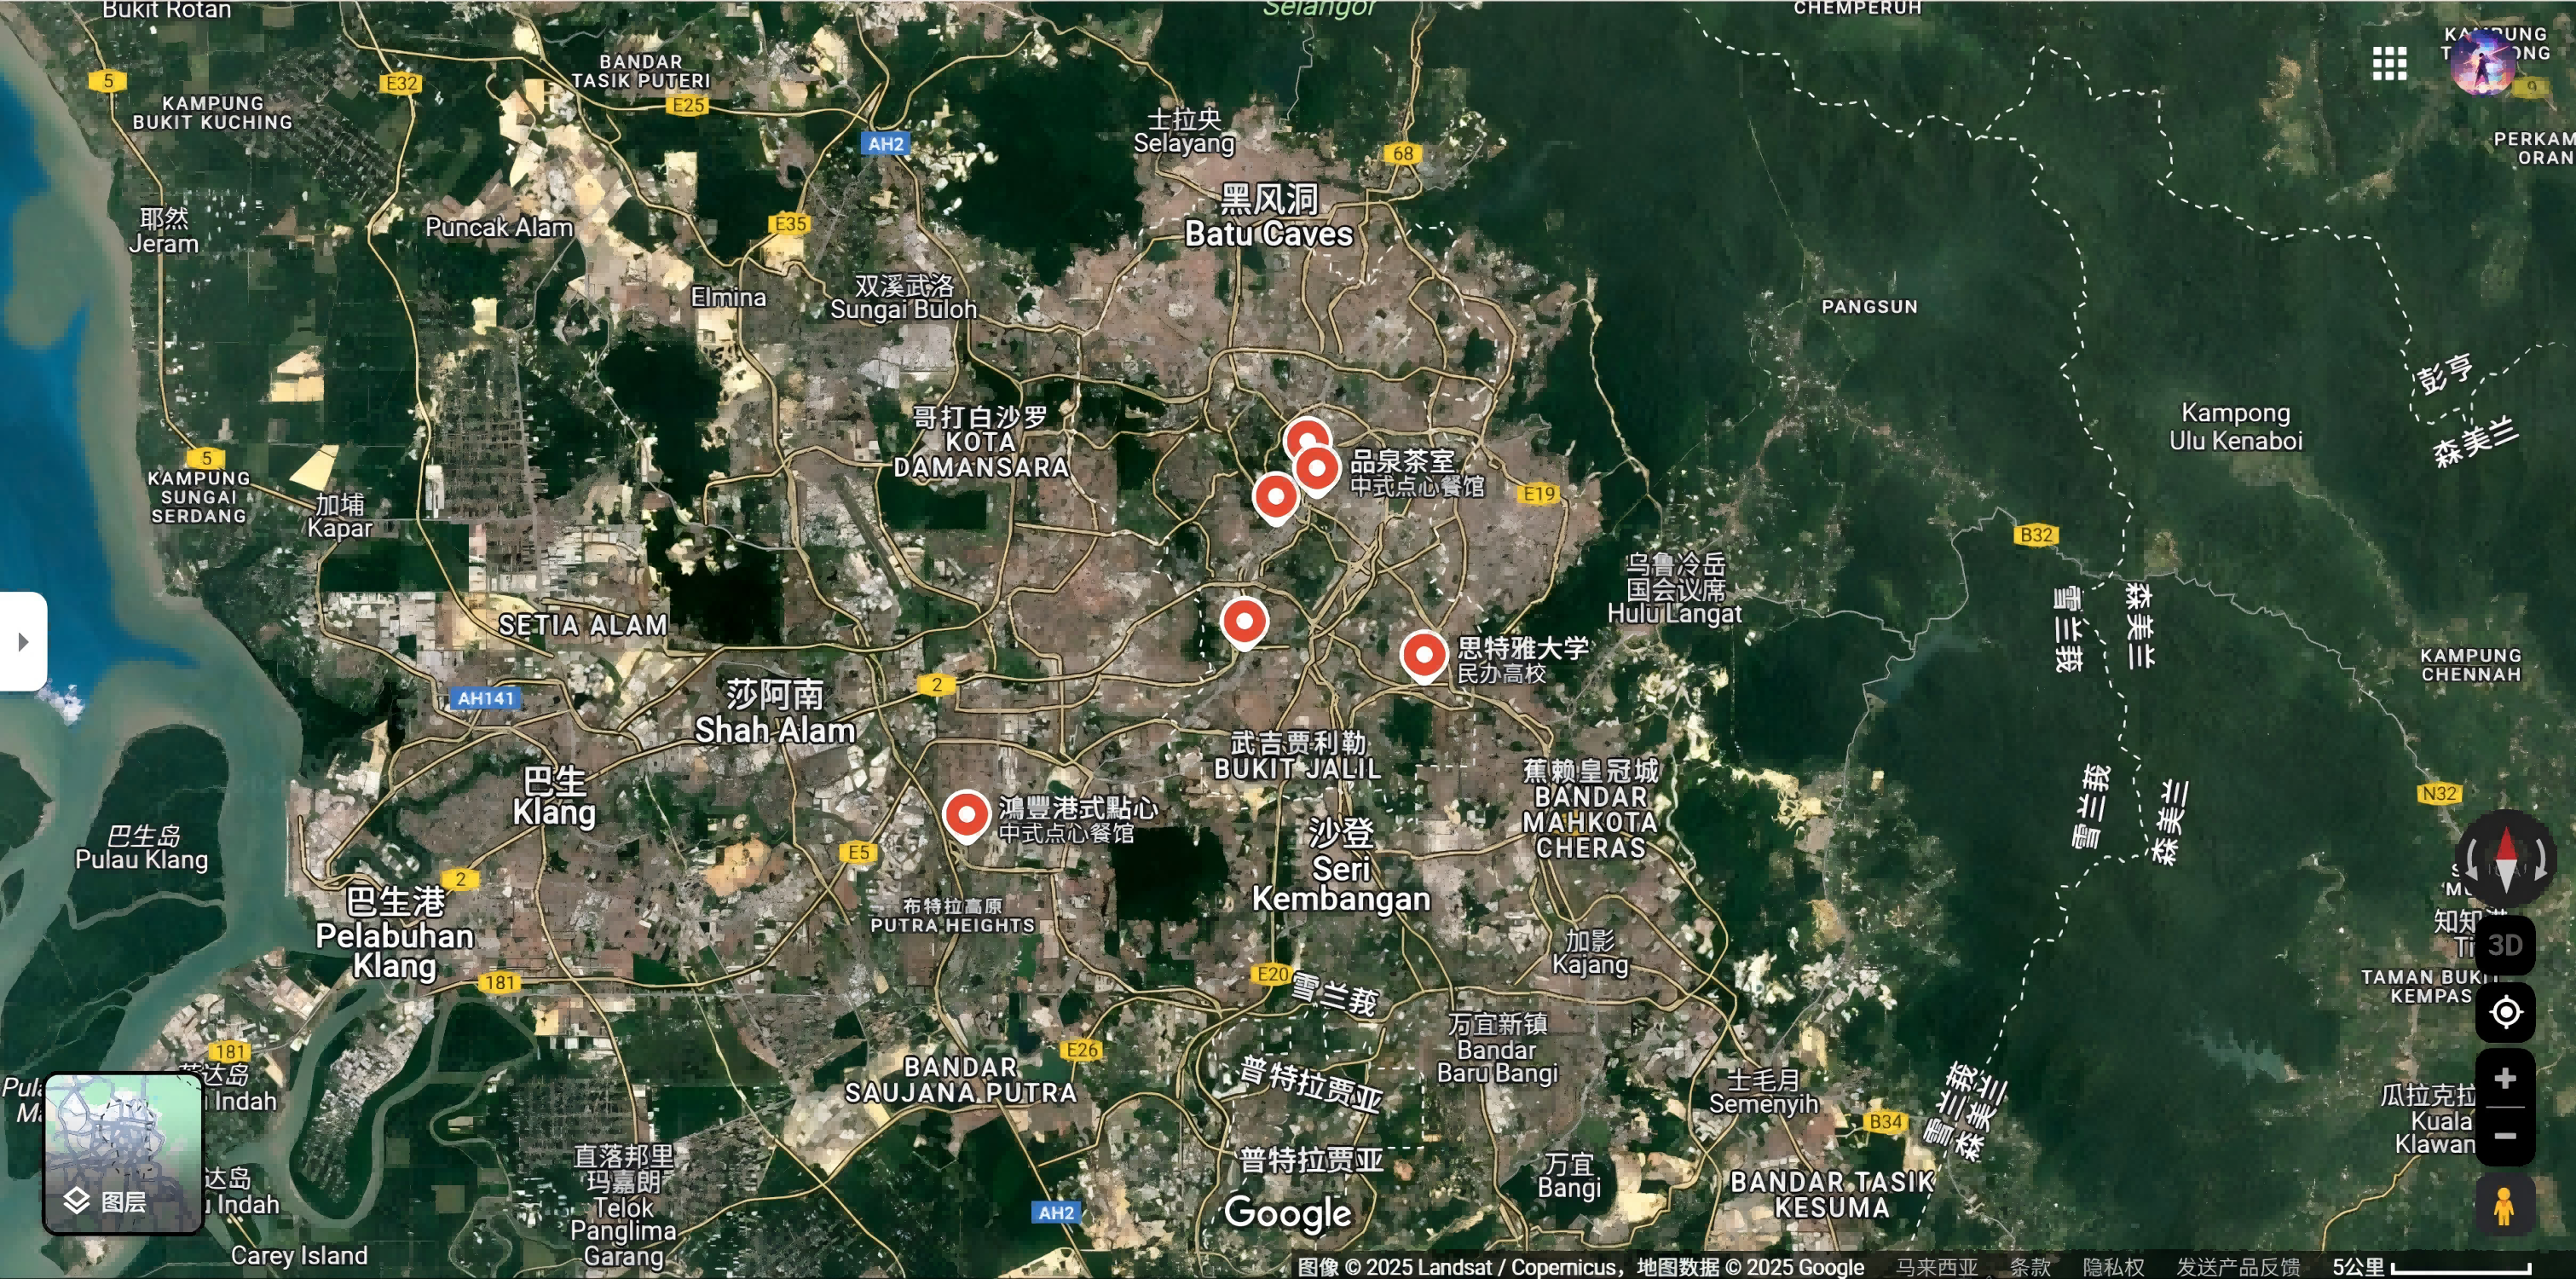 Bukit Rotan
Selangor
CHEMPERUH
BANDAR
TASIK PUTERI
5
E32
E25
KAMPUNG
BUKIT KUCHING
AH2
士拉央
Selayang
68
9
PERKAM
ORAN
黑风洞
Batu Caves
耶然
Jeram
Puncak Alam
E35
Elmina
双溪武洛
Sungai Buloh
PANGSUN
彭亨
森美兰
Kampong
Ulu Kenaboi
哥打白沙罗
KOTA
DAMANSARA
品泉茶室
中式点心餐馆
E19
5
KAMPUNG
SUNGAI
SERDANG
加埔
Kapar
B32
乌鲁冷岳
国会议席
Hulu Langat
雪兰莪
森美兰
SETIA ALAM
思特雅大学
民办高校
KAMPUNG
CHENNAH
AH141
莎阿南
Shah Alam
2
武吉贾利勒
BUKIT JALIL
蕉赖皇冠城
BANDAR
MAHKOTA
CHERAS
巴生
Klang
鴻豐港式點心
中式点心餐馆
雪兰莪
森美兰
N32
巴生岛
Pulau Klang
E5
沙登
Seri
Kembangan
2
巴生港
Pelabuhan
Klang
布特拉高原
PUTRA HEIGHTS
加影
Kajang
3D
181
E20
雪兰莪
TAMAN BUKI
KEMPAS
万宜新镇
Bandar
Baru Bangi
181
达岛
Indah
BANDAR
SAUJANA PUTRA
E26
普特拉贾亚
士毛月
Semenyih
B34
雪兰莪
森美兰
瓜拉克拉
Kuala
Klawan
直落邦里
玛嘉朗
Telok
Panglima
Garang
普特拉贾亚
万宜
Bangi
BANDAR TASIK
KESUMA
达岛
Indah
图层
AH2
Google
Carey Island
图像 © 2025 Landsat / Copernicus，地图数据 © 2025 Google 马来西亚 条款 隐私权 发送产品反馈 5公里